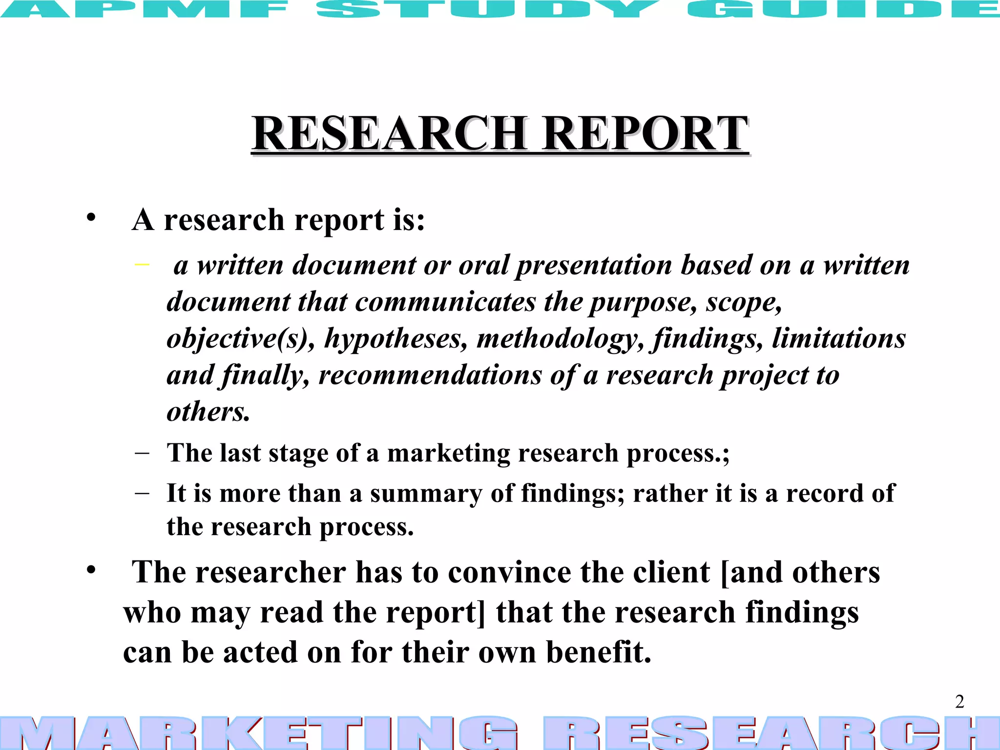 APMF STUDY GUIDE
RESEARCH REPORT
• A research report is:
– a written document or oral presentation based on a written
document that communicates the purpose, scope,
objective(s), hypotheses, methodology, findings, limitations
and finally, recommendations of a research project to
others.
– The last stage of a marketing research process.;
– It is more than a summary of findings; rather it is a record of
the research process.
• The researcher has to convince the client [and others
who may read the report] that the research findings
can be acted on for their own benefit.
2
MARKETING RESEARCH